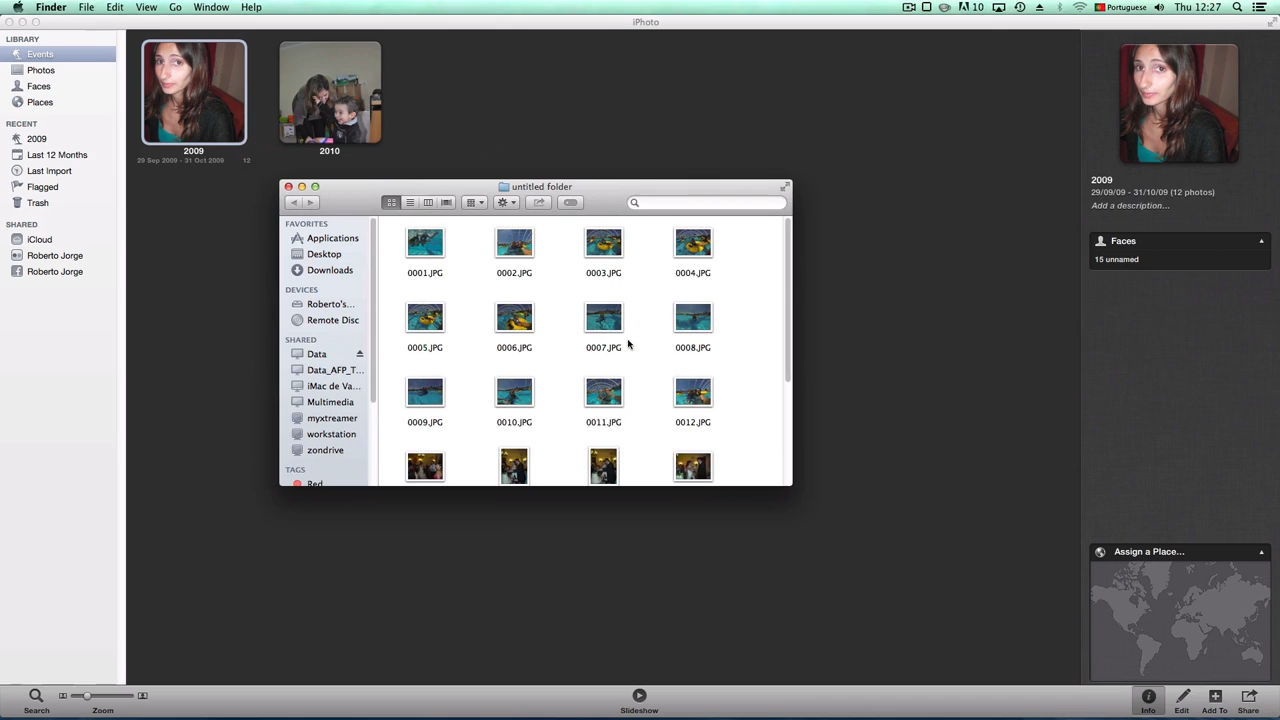 Finder File Edit View Go Window Help 10 Portuguese Thu 12:27
iPhoto
LIBRARY
Events
Photos
Faces
Places
RECENT
2009
Last 12 Months
Last Import
Flagged
Trash
SHARED
iCloud
Roberto Jorge
Roberto Jorge
2009
29 Sep 2009 - 31 Oct 2009 12
2010
untitled folder
FAVORITES
Applications
Desktop
Downloads
DEVICES
Roberto's...
Remote Disc
SHARED
Data
Data_AFP_T...
iMac de Va...
Multimedia
myxtreamer
workstation
zondrive
TAGS
Red
0001.JPG 0002.JPG 0003.JPG 0004.JPG
0005.JPG 0006.JPG 0007.JPG 0008.JPG
0009.JPG 0010.JPG 0011.JPG 0012.JPG
2009
29/09/09 - 31/10/09 (12 photos)
Add a description...
Faces
15 unnamed
Assign a Place...
Search Zoom Slideshow Info Edit Add To Share